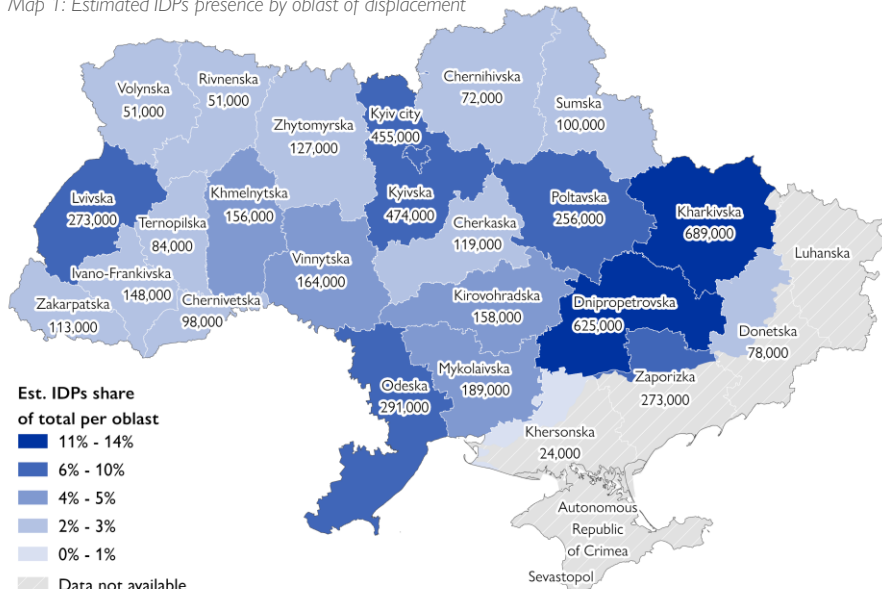 Map 1: Estimated IDPs presence by oblast of displacement
Volynska
51,000
Rivnenska
51,000
Zhytomyrska
127,000
Kyiv city
455,000
Chernihivska
72,000
Sumska
100,000
Lvivska
273,000
Ternopilska
84,000
Khmelnytska
156,000
Kyivska
474,000
Cherkaska
119,000
Poltavska
256,000
Kharkivska
689,000
Luhanska
Ivano-Frankivska
148,000
Zakarpatska
113,000
Chernivetska
98,000
Vinnytska
164,000
Kirovohradska
158,000
Dnipropetrovska
625,000
Donetska
78,000
Odeska
291,000
Mykolaivska
189,000
Zaporizka
273,000
Khersonska
24,000
Autonomous
Republic
of Crimea
Sevastopol
Est. IDPs share
of total per oblast
11% - 14%
6% - 10%
4% - 5%
2% - 3%
0% - 1%
Data not available